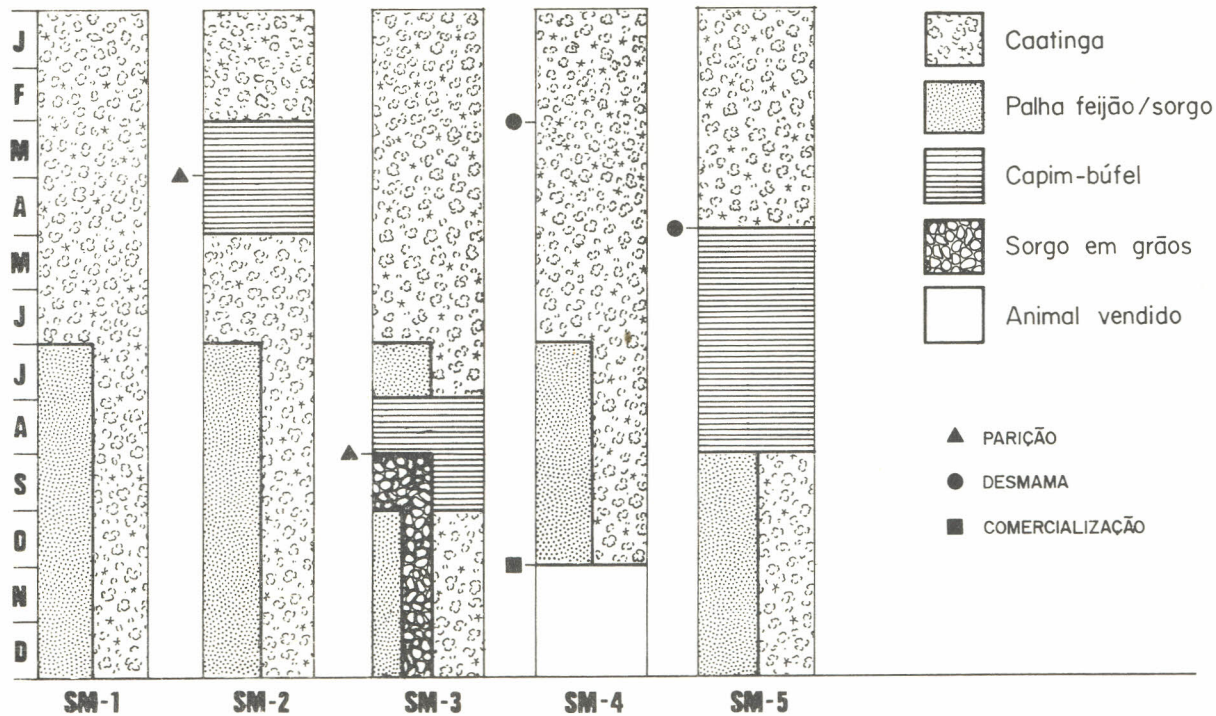 J
F
M
A
M
J
J
A
S
O
N
D
SM-1 SM-2 SM-3 SM-4 SM-5
Caatinga
Palha feijão/sorgo
Capim-búfel
Sorgo em grãos
Animal vendido
▲ PARIÇÃO
● DESMAMA
■ COMERCIALIZAÇÃO